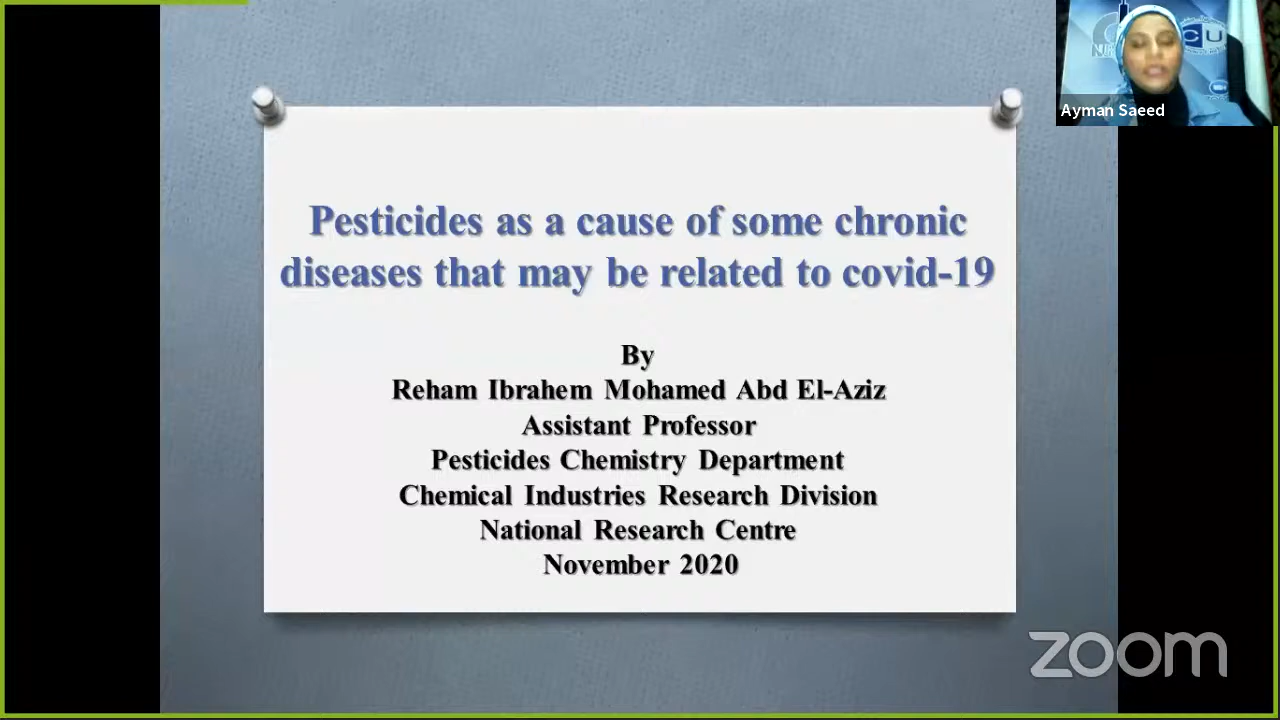 Pesticides as a cause of some chronic
diseases that may be related to covid-19
By
Reham Ibrahem Mohamed Abd El-Aziz
Assistant Professor
Pesticides Chemistry Department
Chemical Industries Research Division
National Research Centre
November 2020
Ayman Saeed
CU
zoom